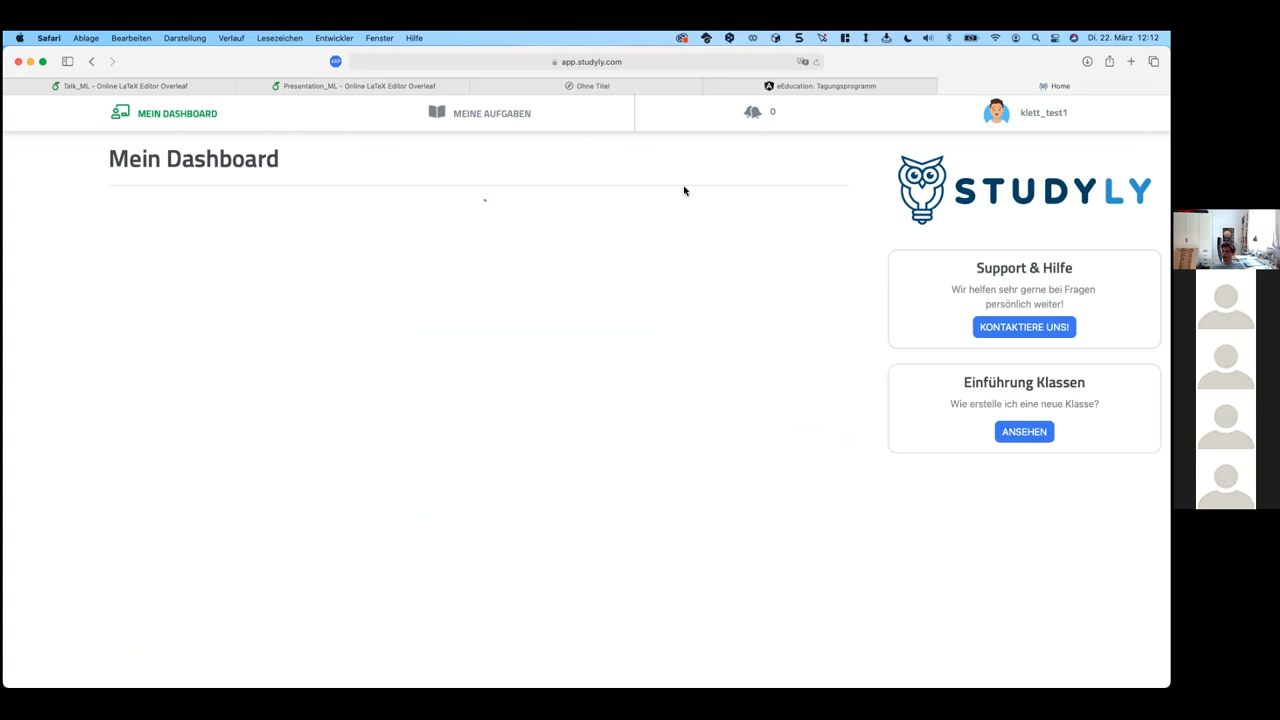 Safari Ablage Bearbeiten Darstellung Verlauf Lesezeichen Entwickler Fenster Hilfe Di. 22. März 12:12
app.studyly.com
Talk_ML - Online LaTeX Editor Overleaf Presentation_ML - Online LaTeX Editor Overleaf Ohne Titel eEducation: Tagungsprogramm Home
MEIN DASHBOARD MEINE AUFGABEN 0 klett_test1
Mein Dashboard
STUDYLY
Support & Hilfe
Wir helfen sehr gerne bei Fragen
persönlich weiter!
KONTAKTIERE UNS!
Einführung Klassen
Wie erstelle ich eine neue Klasse?
ANSEHEN